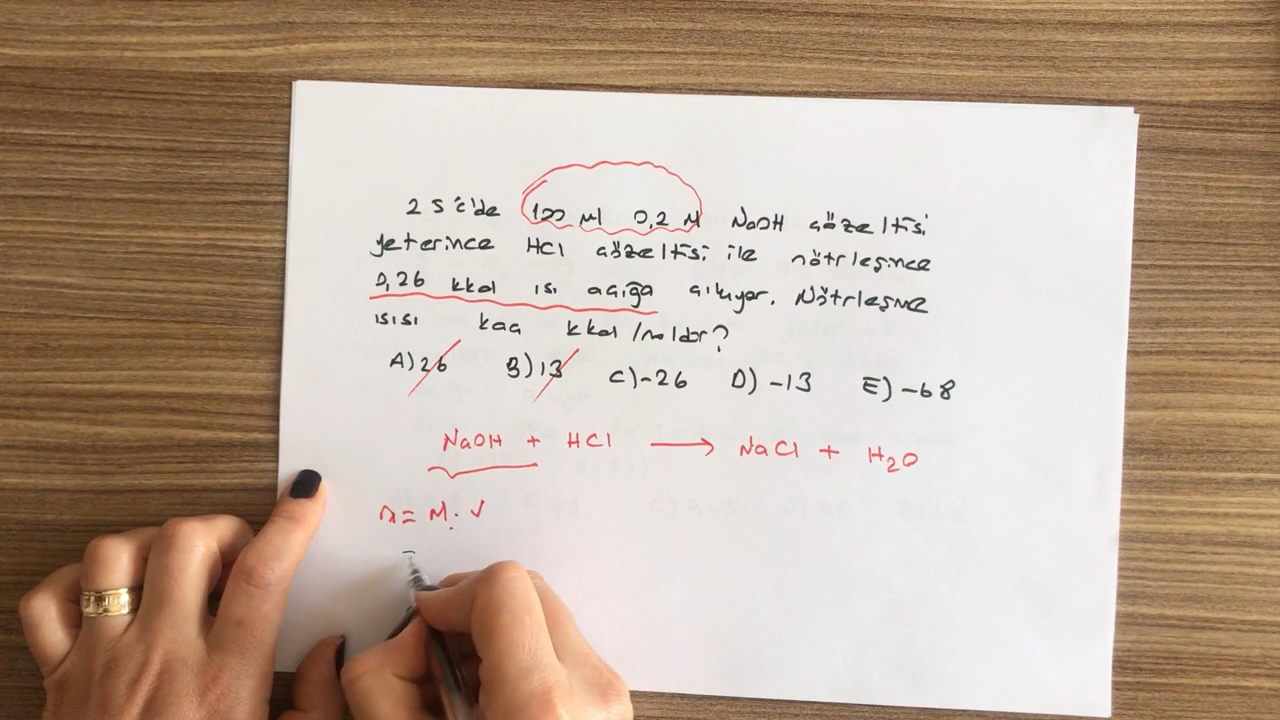 25 °C'de 100 ml 0,2 M NaOH çözeltisi
yeterince HCl çözeltisi ile nötrleşince
0,26 kkal ısı açığa çıkıyor. Nötrleşme
ısısı kaç kkal/moldür?
A) 26 B) 13 C) -26 D) -13 E) -68
NaOH + HCl → NaCl + H₂O
n = M . V
=